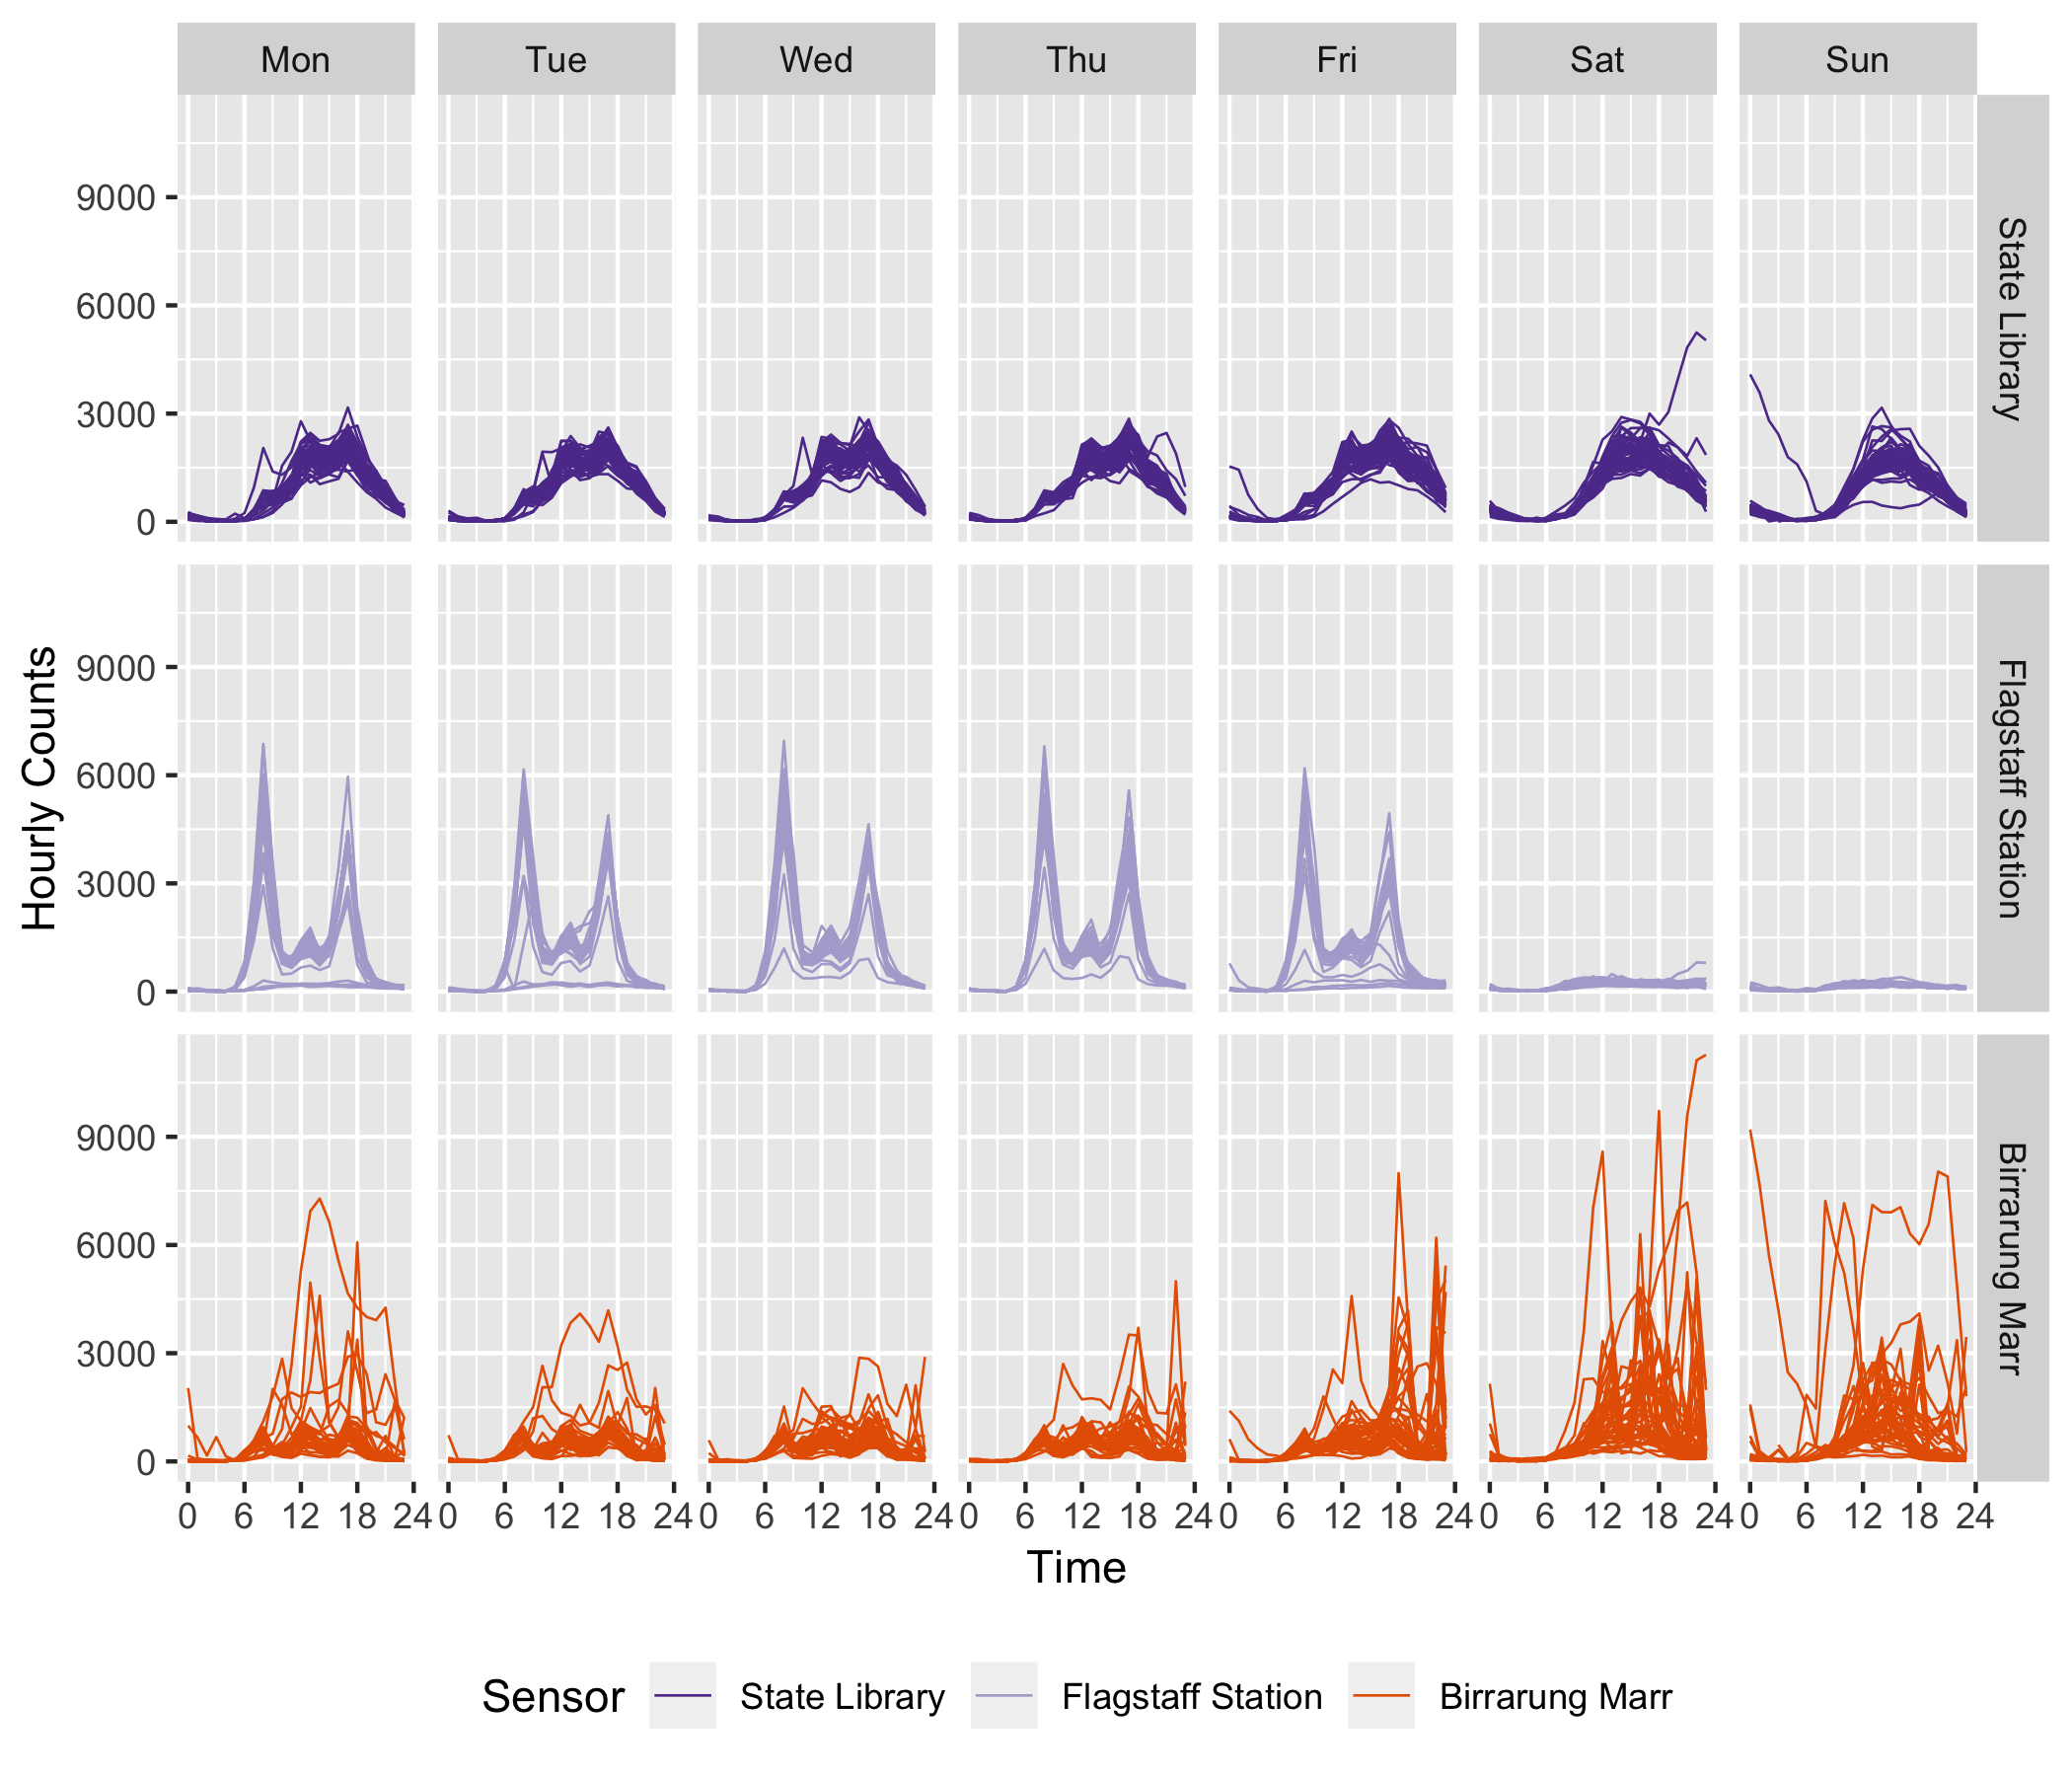 Mon Tue Wed Thu Fri Sat Sun
9000
6000
3000
0
State Library
9000
6000
3000
0
Flagstaff Station
9000
6000
3000
0
Birrarung Marr
Hourly Counts
0 6 12 18 24 0 6 12 18 24 0 6 12 18 24 0 6 12 18 24 0 6 12 18 24 0 6 12 18 24 0 6 12 18 24
Time
Sensor State Library Flagstaff Station Birrarung Marr